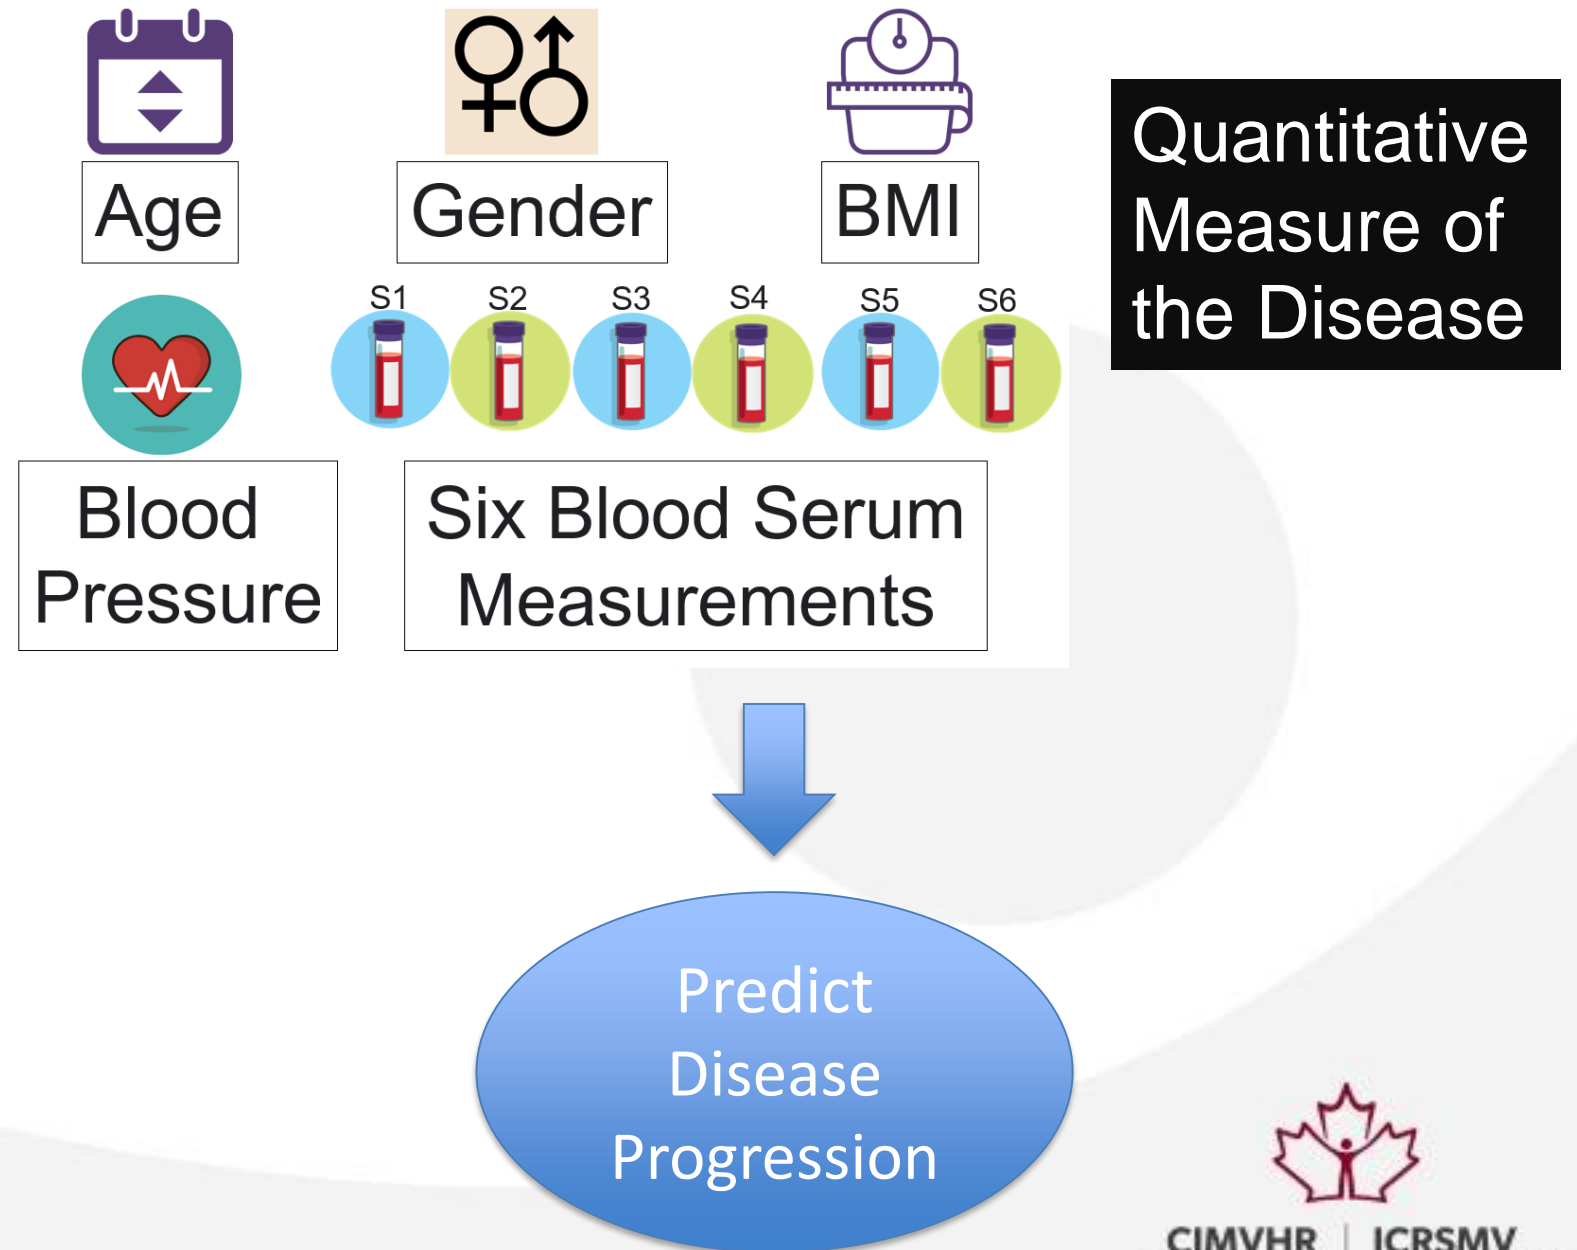 Age
Gender
BMI
Quantitative
Measure of
the Disease
S1 S2 S3 S4 S5 S6
Blood
Pressure
Six Blood Serum
Measurements
Predict
Disease
Progression
CIMVHR | ICRSMV